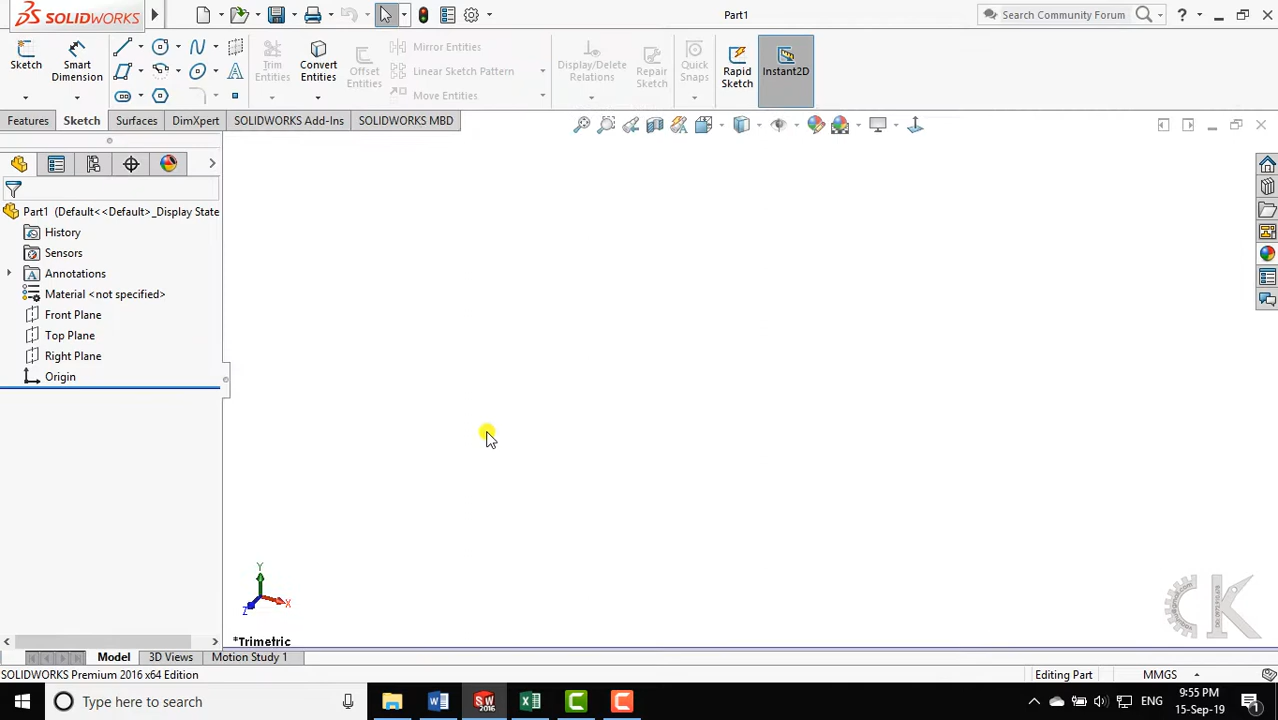 SOLIDWORKS
Part1
Search Community Forum
?
Sketch
Smart
Dimension
Trim
Entities
Convert
Entities
Offset
Entities
Mirror Entities
Linear Sketch Pattern
Move Entities
Display/Delete
Relations
Repair
Sketch
Quick
Snaps
Rapid
Sketch
Instant2D
Features
Sketch
Surfaces
DimXpert
SOLIDWORKS Add-Ins
SOLIDWORKS MBD
Part1 (Default<<Default>_Display State
History
Sensors
Annotations
Material <not specified>
Front Plane
Top Plane
Right Plane
Origin
Y
X
Z
*Trimetric
CK
Model
3D Views
Motion Study 1
SOLIDWORKS Premium 2016 x64 Edition
Editing Part
MMGS
Type here to search
ENG
9:55 PM
15-Sep-19